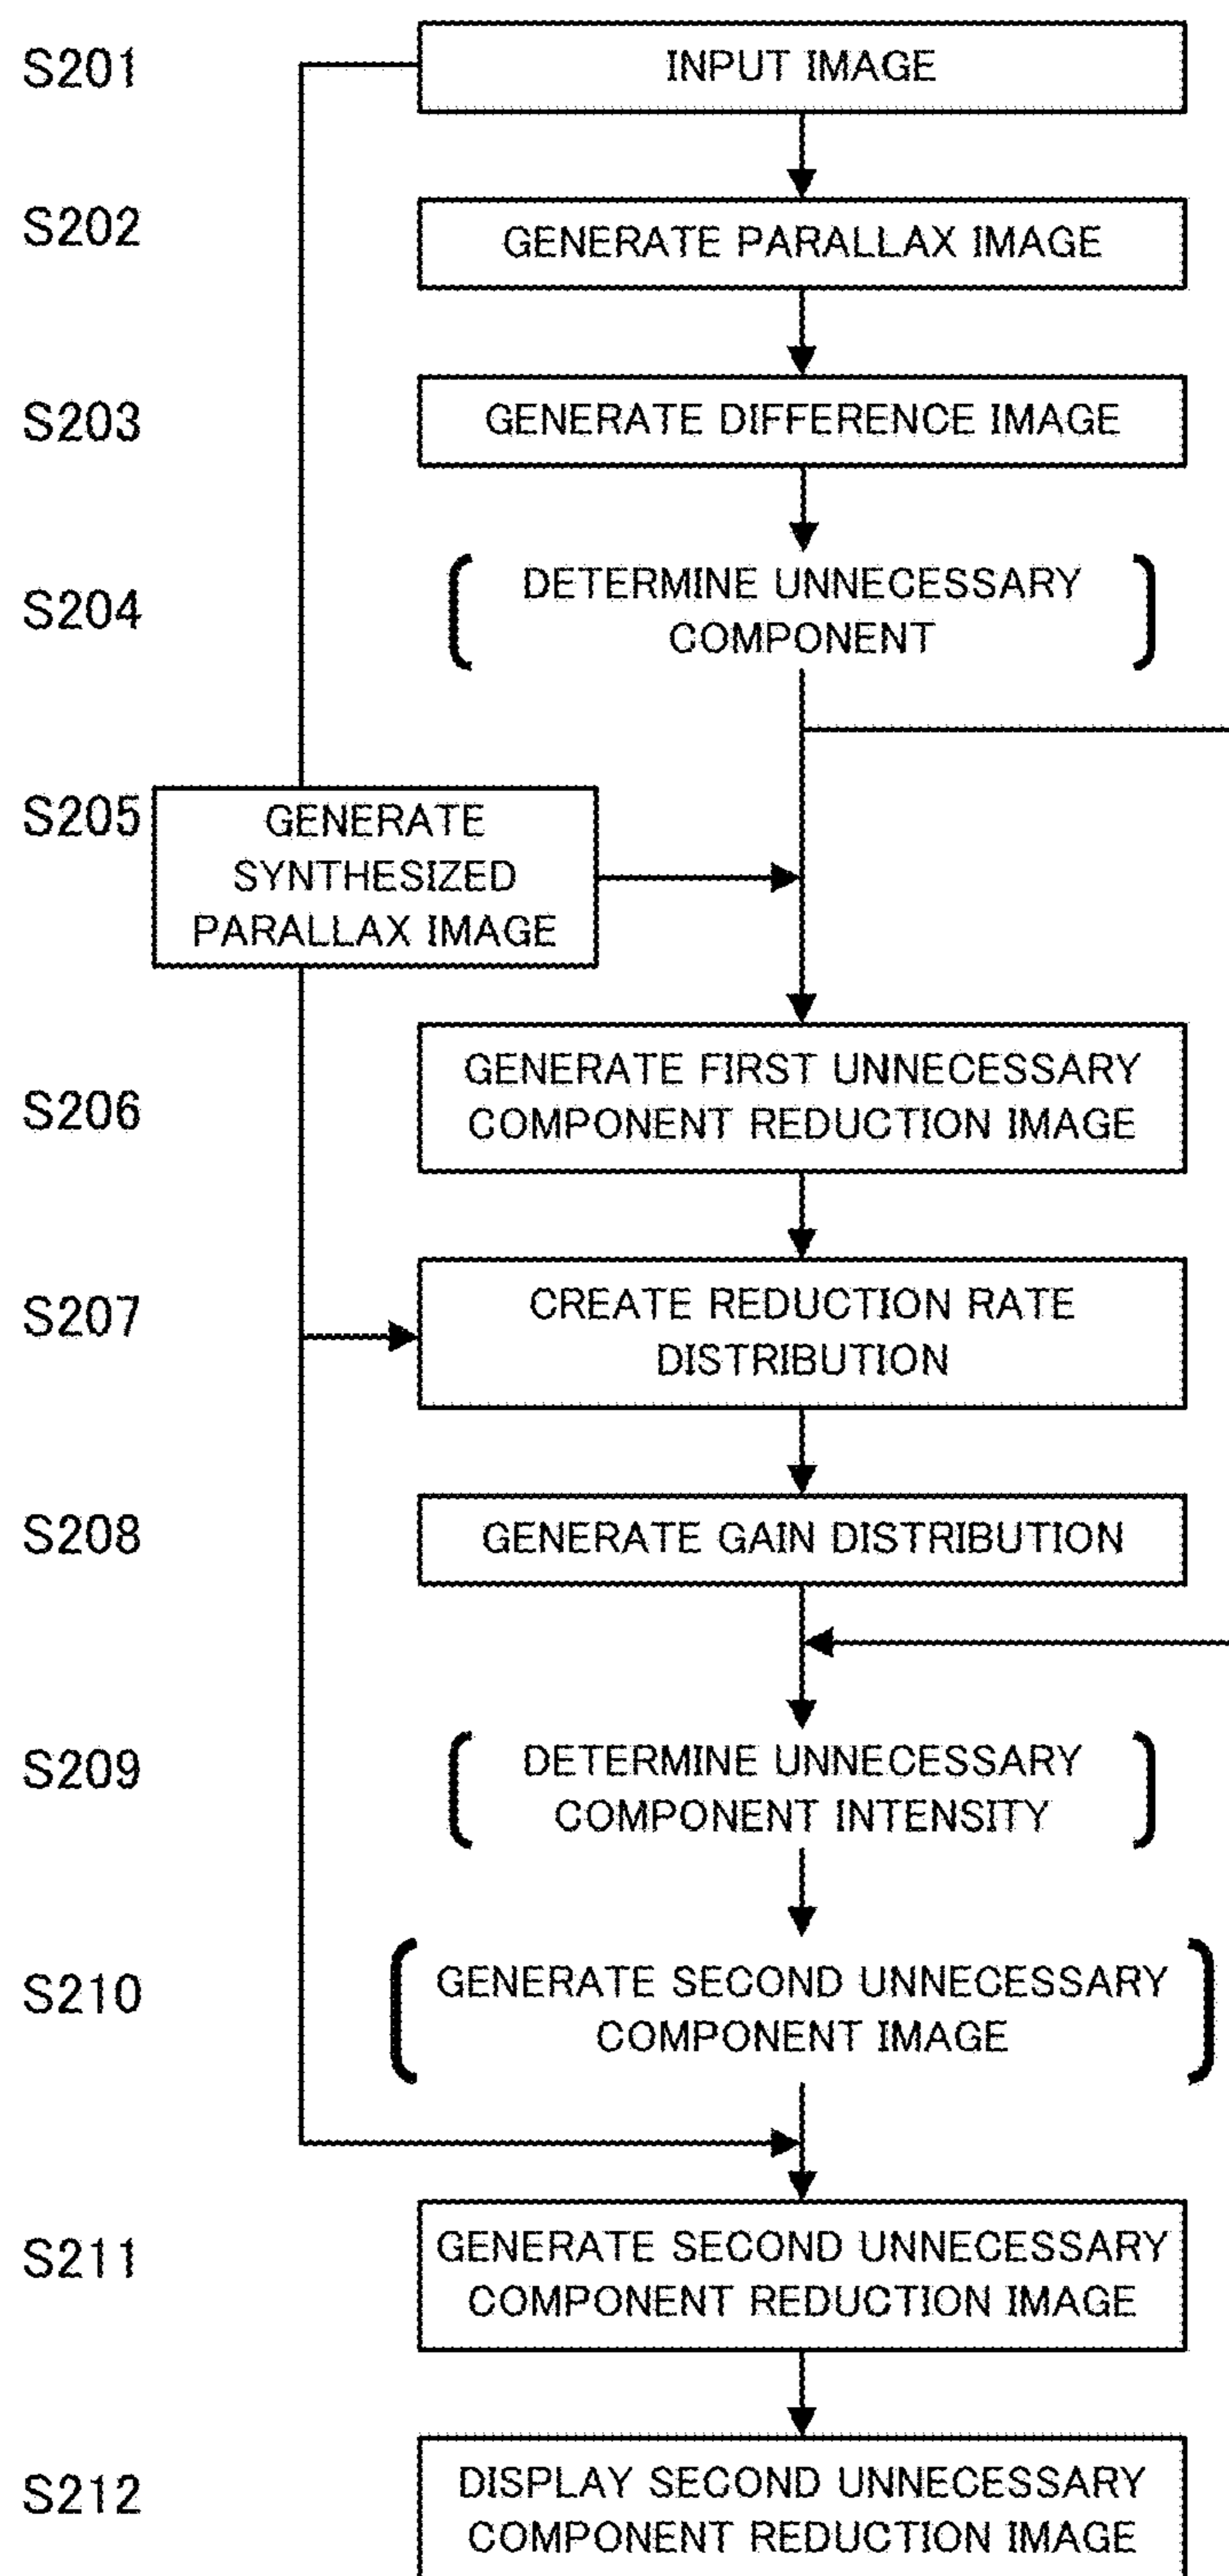 S201
INPUT IMAGE
S202
GENERATE PARALLAX IMAGE
S203
GENERATE DIFFERENCE IMAGE
S204
DETERMINE UNNECESSARY
COMPONENT
S205
GENERATE
SYNTHESIZED
PARALLAX IMAGE
S206
GENERATE FIRST UNNECESSARY
COMPONENT REDUCTION IMAGE
S207
CREATE REDUCTION RATE
DISTRIBUTION
S208
GENERATE GAIN DISTRIBUTION
S209
DETERMINE UNNECESSARY
COMPONENT INTENSITY
S210
GENERATE SECOND UNNECESSARY
COMPONENT IMAGE
S211
GENERATE SECOND UNNECESSARY
COMPONENT REDUCTION IMAGE
S212
DISPLAY SECOND UNNECESSARY
COMPONENT REDUCTION IMAGE